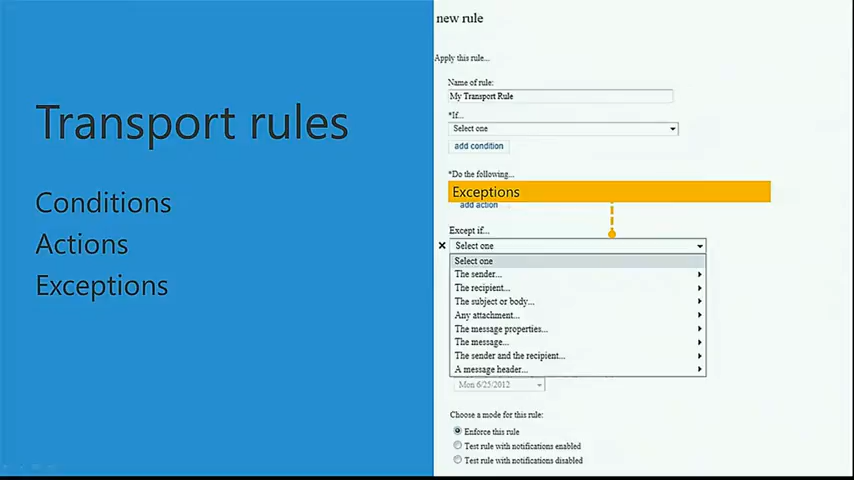 Transport rules
Conditions
Actions
Exceptions
new rule
Apply this rule...
Name of rule:
My Transport Rule
*If...
Select one
add condition
*Do the following...
Exceptions
add action
Except if...
Select one
Select one
The sender...
The recipient...
The subject or body...
Any attachment...
The message properties...
The message...
The sender and the recipient...
A message header...
Mon 6/25/2012
Choose a mode for this rule:
Enforce this rule
Test rule with notifications enabled
Test rule with notifications disabled